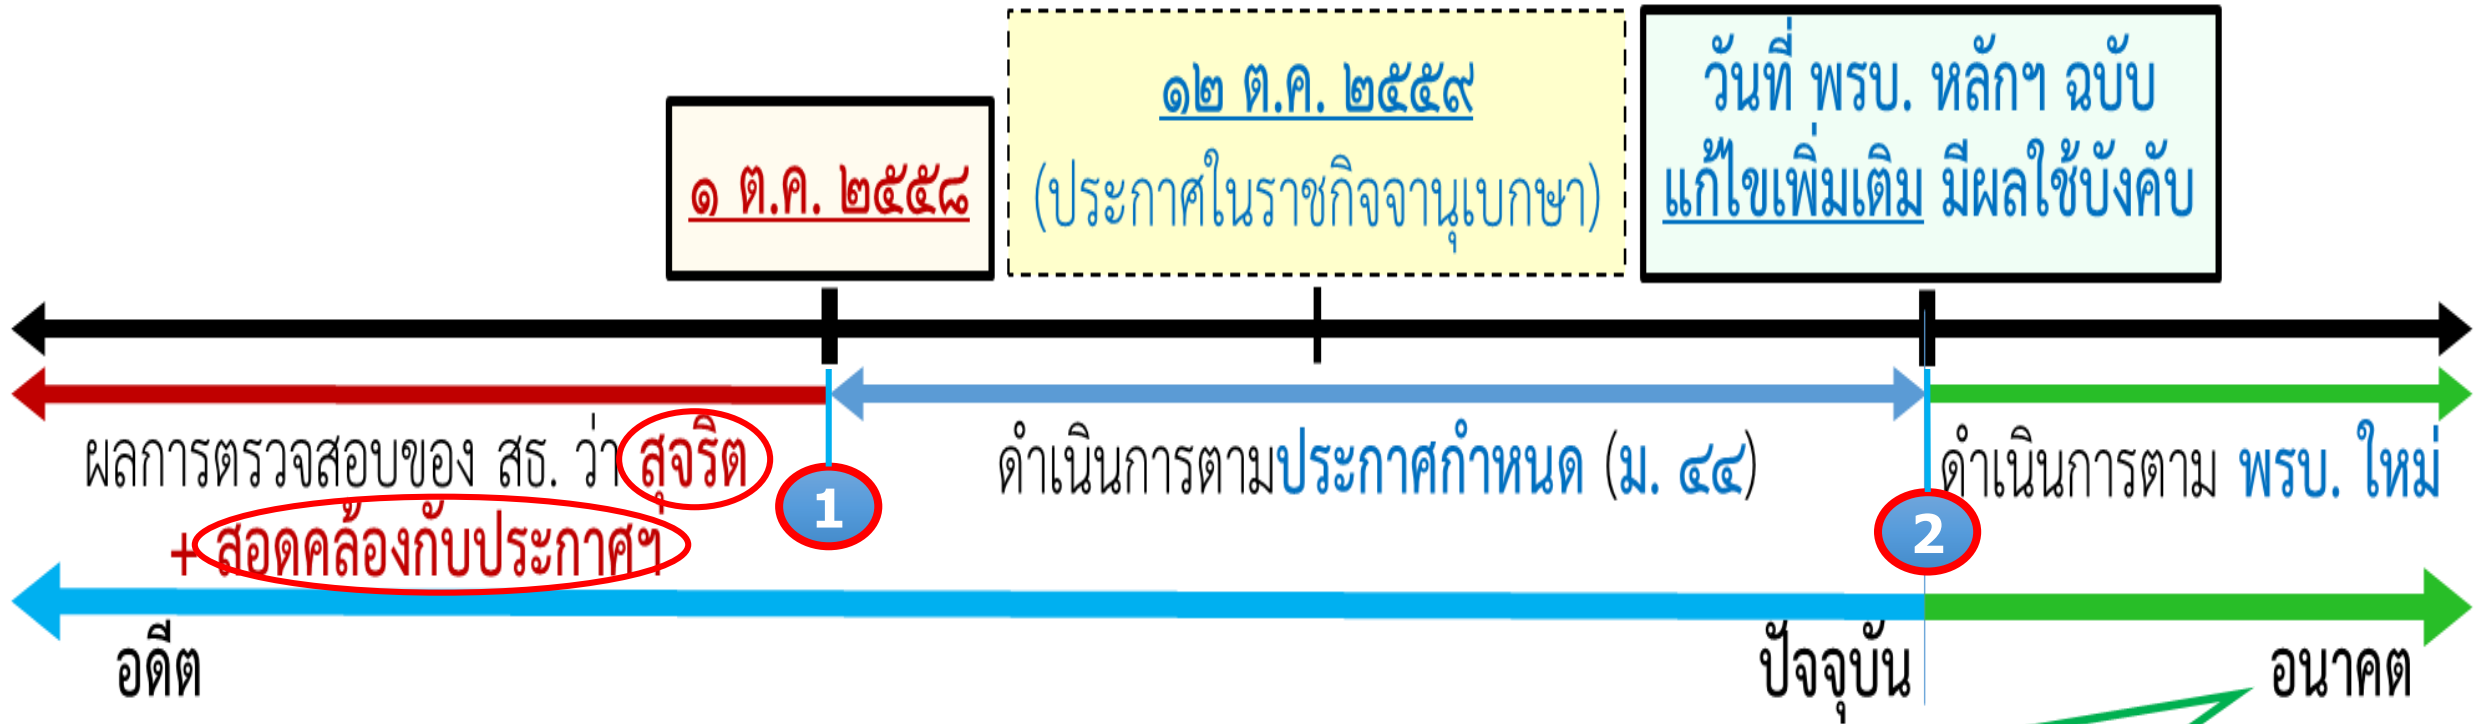 ๑ ต.ค. ๒๕๕๘
๑๒ ต.ค. ๒๕๕๙
(ประกาศในราชกิจจานุเบกษา)
วันที่ พรบ. หลักฯ ฉบับ
แก้ไขเพิ่มเติม มีผลใช้บังคับ
ผลการตรวจสอบของ สธ. ว่า สุจริต
+ สอดคล้องกับประกาศฯ
1
ดำเนินการตามประกาศกำหนด (ม. ๔๔)
2
ดำเนินการตาม พรบ. ใหม่
อดีต
ปัจจุบัน
อนาคต